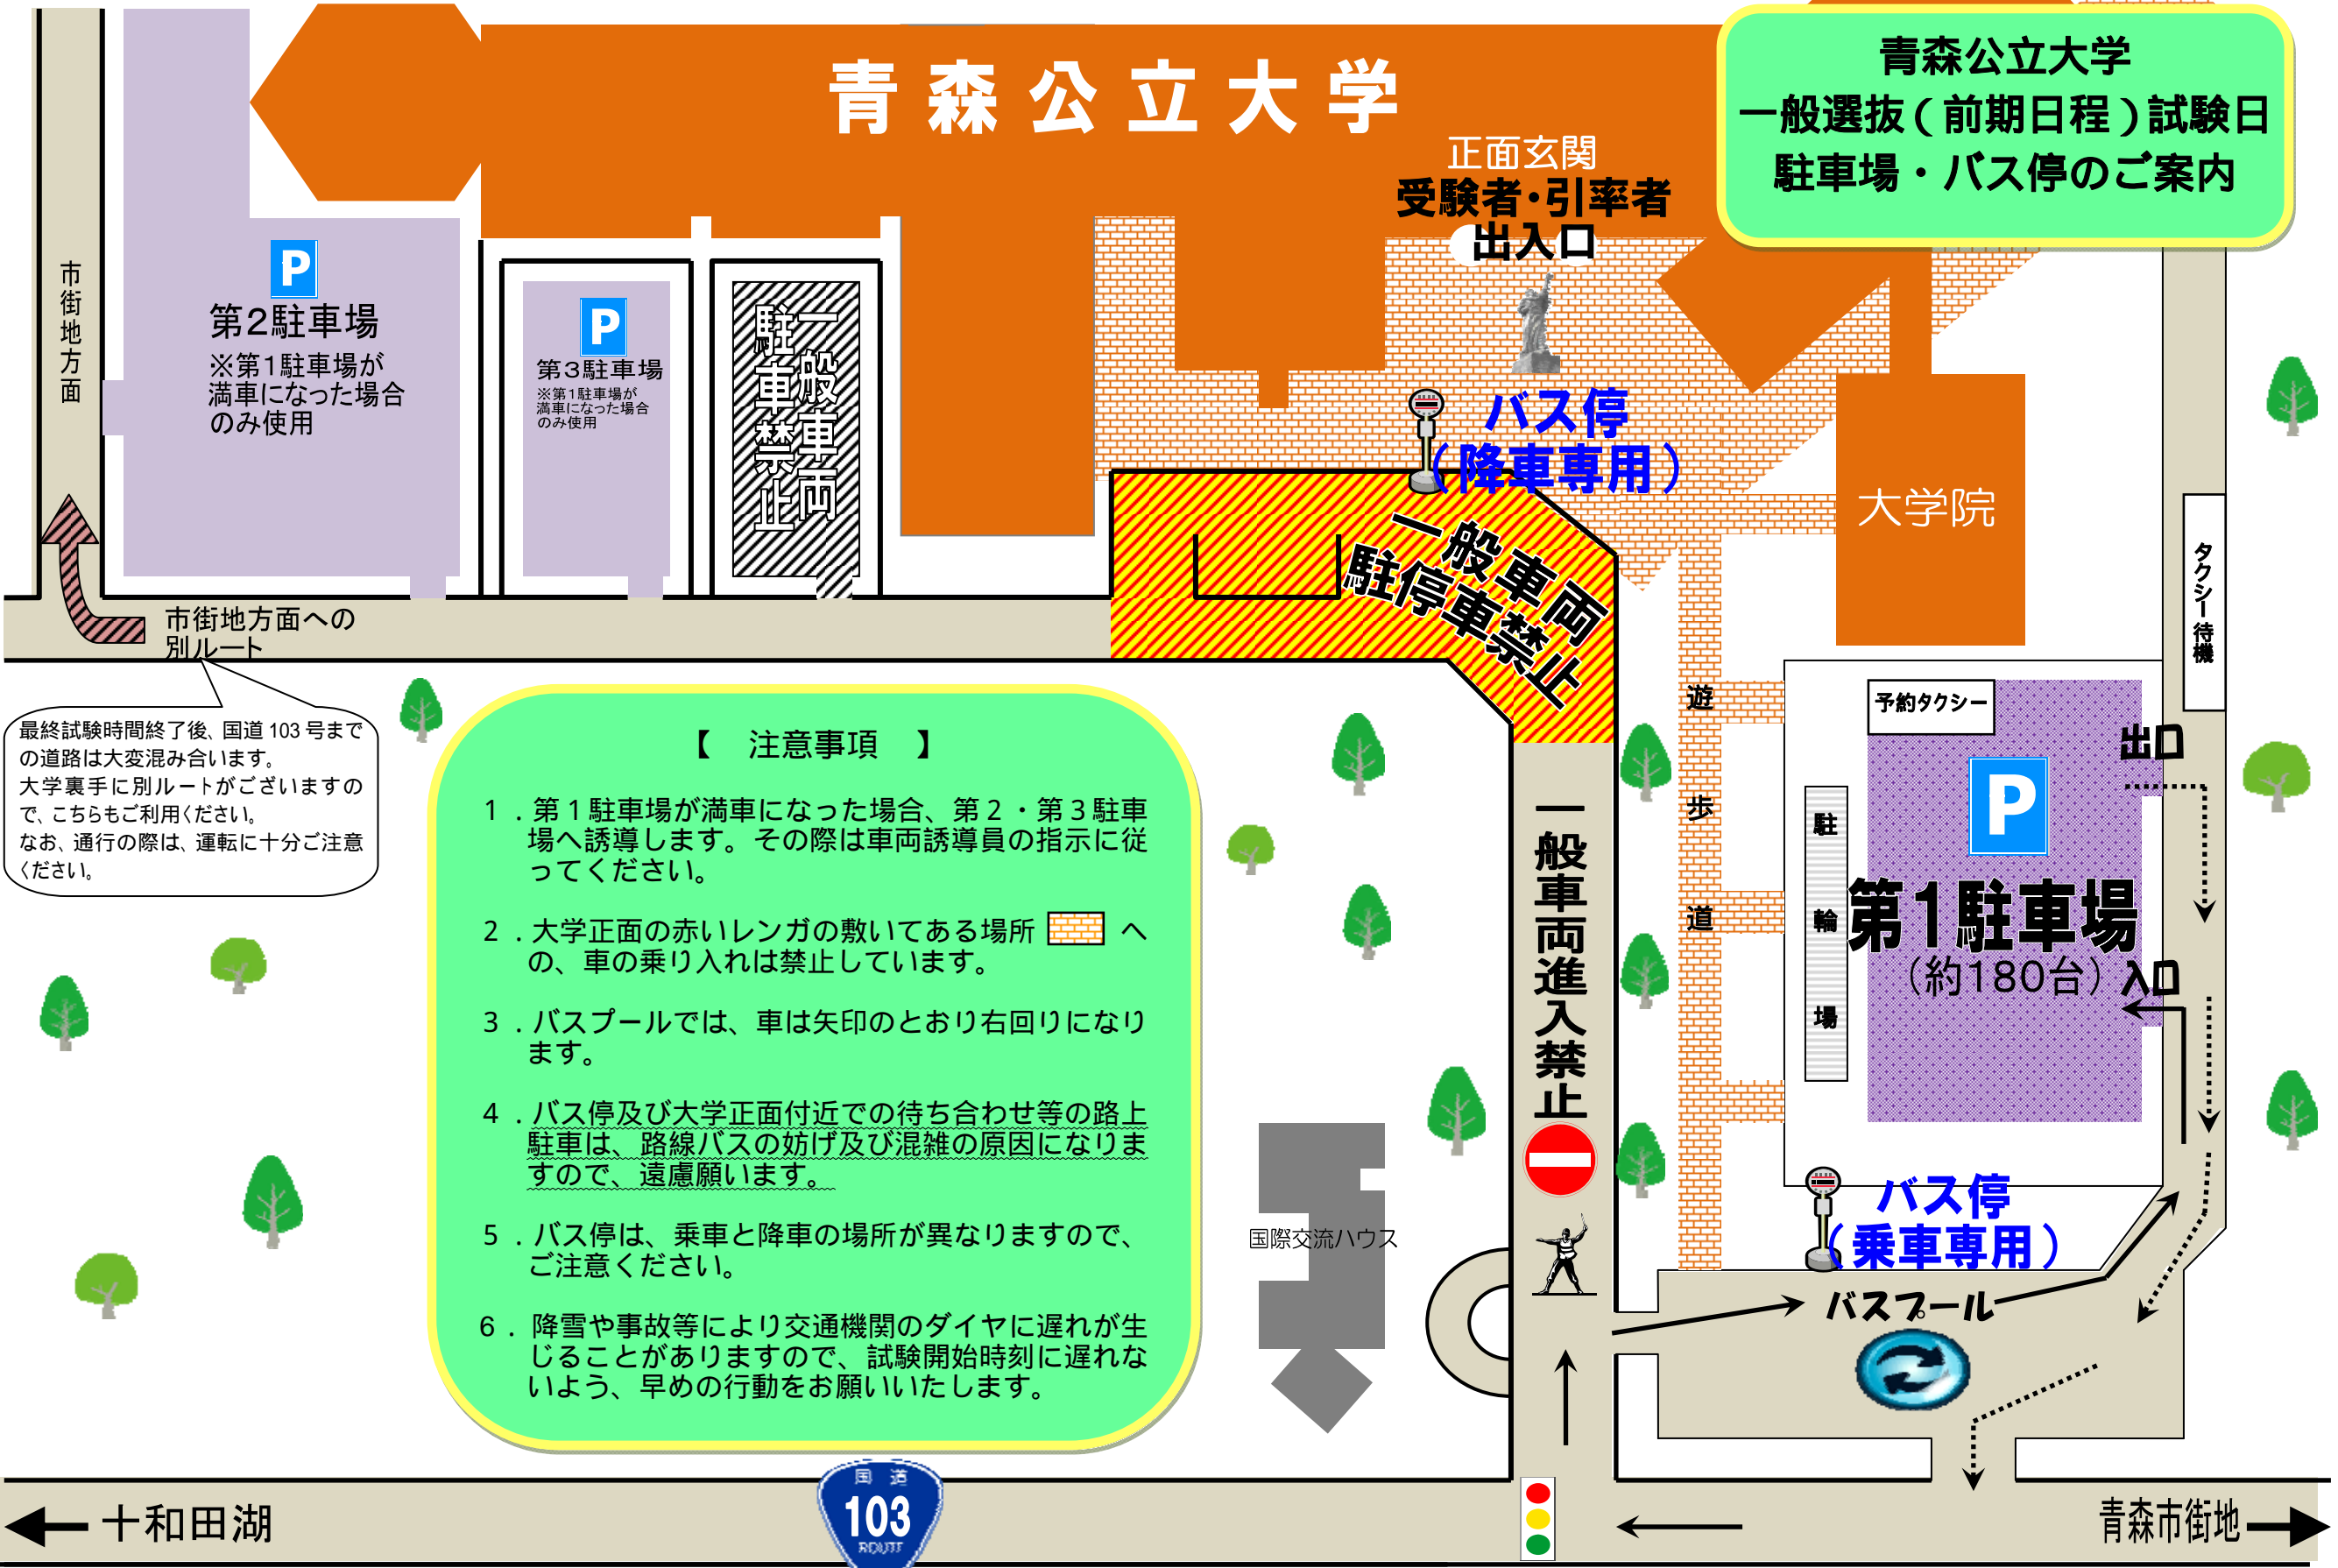 青森公立大学
青森公立大学
一般選抜（前期日程）試験日
駐車場・バス停のご案内
正面玄関
受験者・引率者
出入口
市街地方面
P
第2駐車場
※第1駐車場が
満車になった場合
のみ使用
P
第3駐車場
※第1駐車場が
満車になった場合
のみ使用
一般車両
駐車禁止
バス停
（降車専用）
大学院
一般車両
駐停車禁止
タクシー待機
市街地方面への
別ルート
最終試験時間終了後、国道103号まで
の道路は大変混み合います。
大学裏手に別ルートがございますの
で、こちらもご利用ください。
なお、通行の際は、運転に十分ご注意
ください。
【　注意事項　】
1．第1駐車場が満車になった場合、第2・第3駐車
場へ誘導します。その際は車両誘導員の指示に従
ってください。
2．大学正面の赤いレンガの敷いてある場所　へ
の、車の乗り入れは禁止しています。
3．バスプールでは、車は矢印のとおり右回りになり
ます。
4．バス停及び大学正面付近での待ち合わせ等の路上
駐車は、路線バスの妨げ及び混雑の原因になりま
すので、遠慮願います。
5．バス停は、乗車と降車の場所が異なりますので、
ご注意ください。
6．降雪や事故等により交通機関のダイヤに遅れが生
じることがありますので、試験開始時刻に遅れな
いよう、早めの行動をお願いいたします。
遊歩道
予約タクシー
出口
P
駐輪場
第1駐車場
（約180台）
入口
一般車両進入禁止
国際交流ハウス
バス停
（乗車専用）
バスプール
十和田湖
国道
103
ROUTE
青森市街地